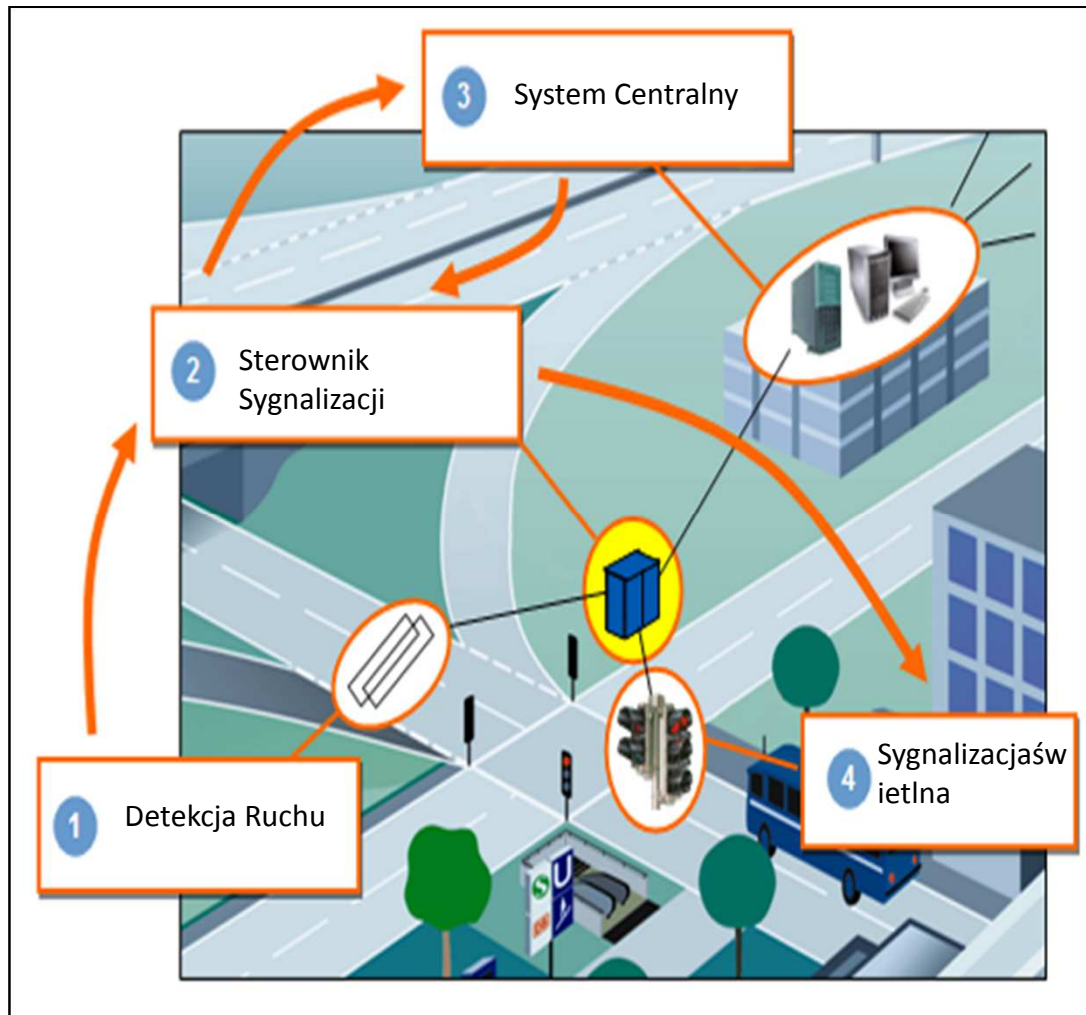 3 System Centralny
2 Sterownik
Sygnalizacji
1 Detekcja Ruchu
4 Sygnalizacjaśw
ietlna
S U